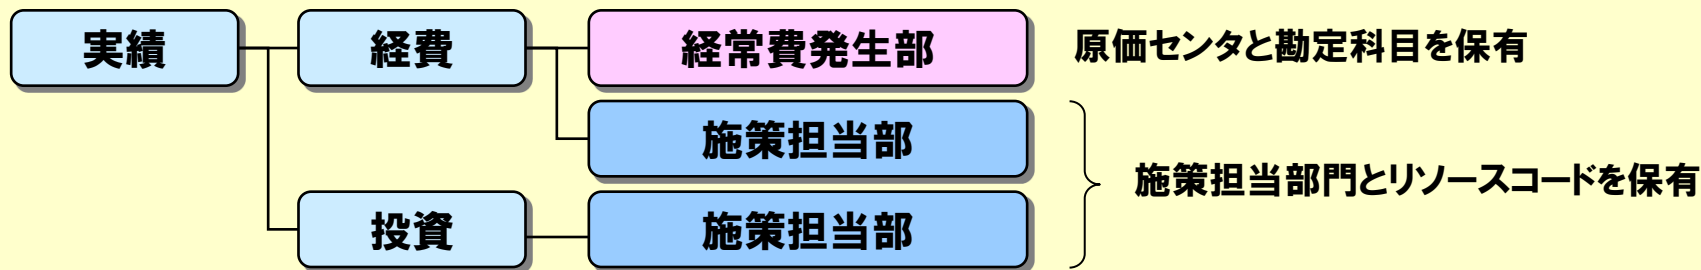 実績
経費
経常費発生部
原価センタと勘定科目を保有
施策担当部
施策担当部門とリソースコードを保有
投資
施策担当部